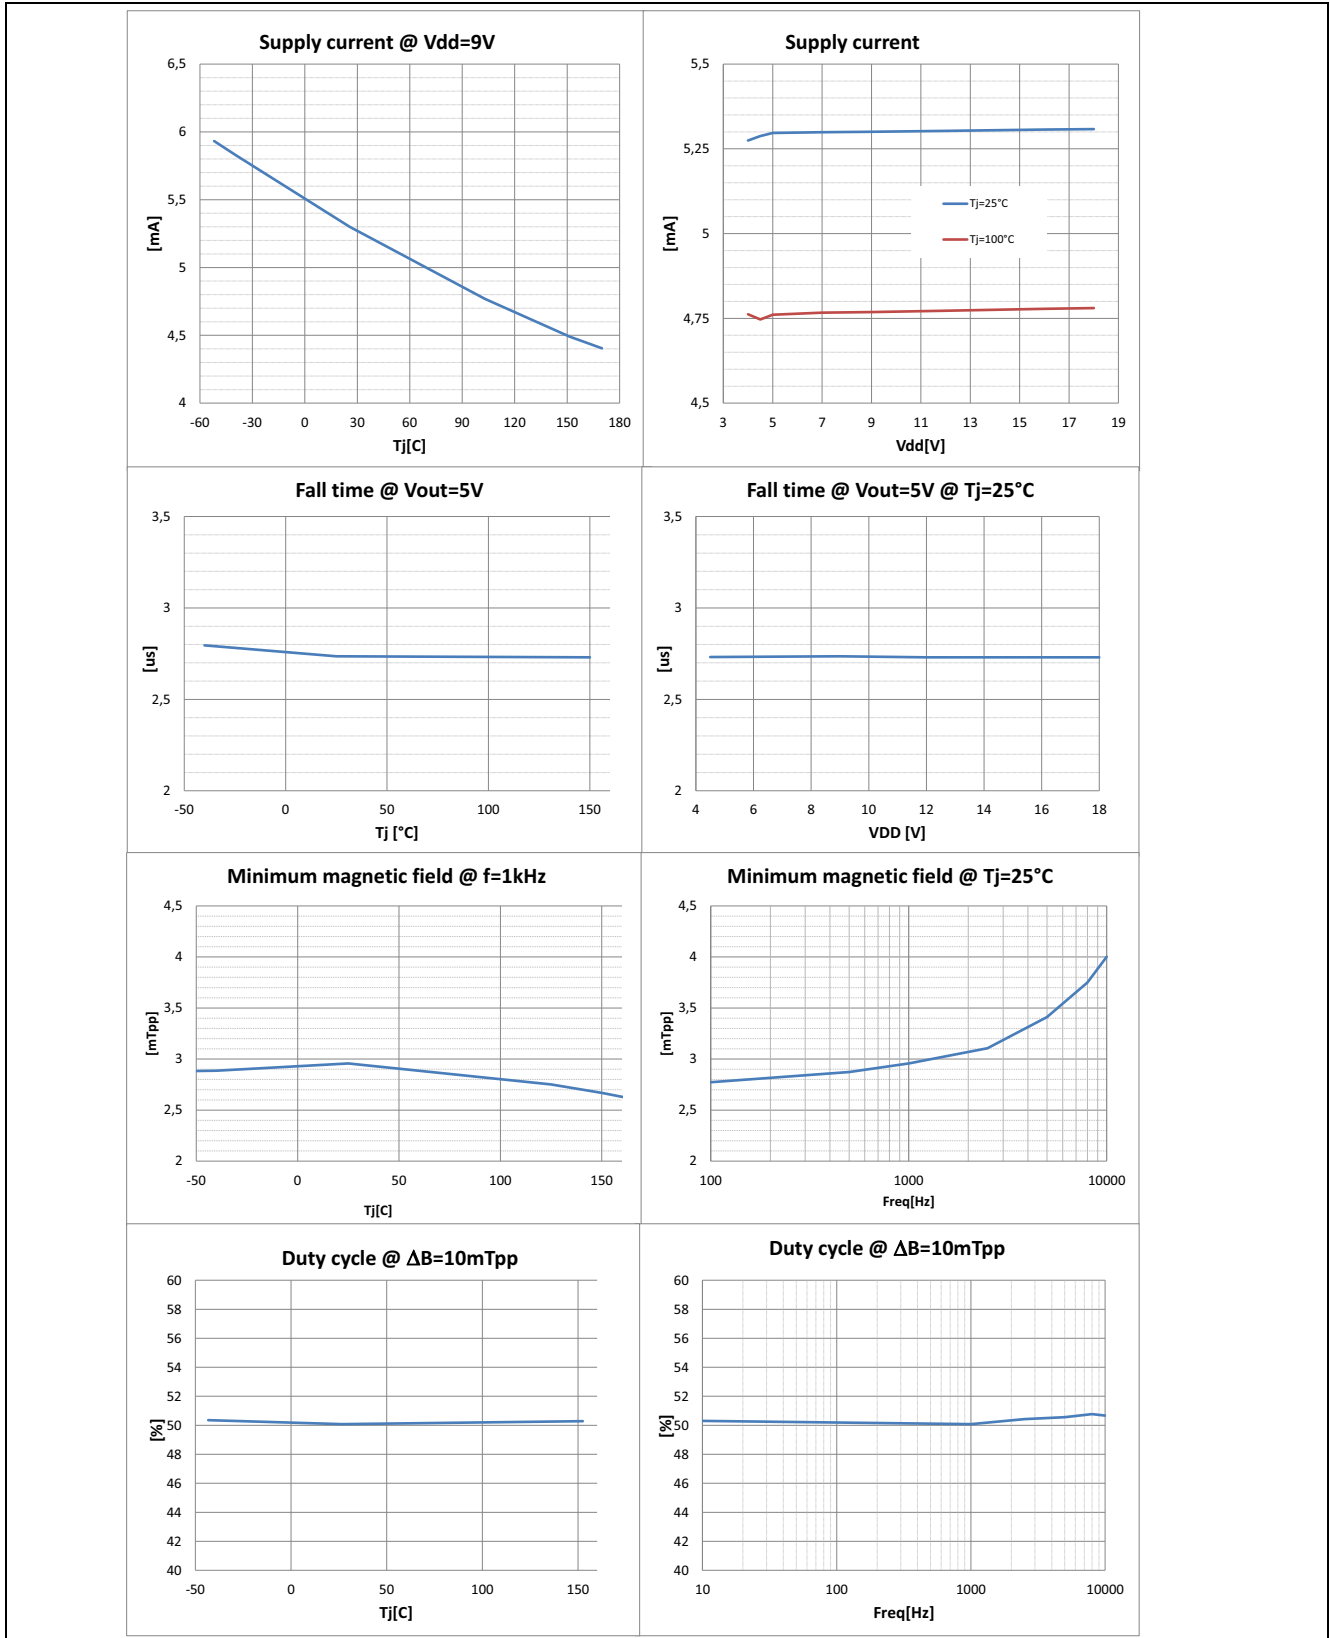 Supply current @ Vdd=9V
6,5
6
5,5
5
4,5
4
[mA]
-60 -30 0 30 60 90 120 150 180
Tj[C]
Supply current
5,5
5,25
5
4,75
4,5
[mA]
Tj=25°C
Tj=100°C
3 5 7 9 11 13 15 17 19
Vdd[V]
Fall time @ Vout=5V
3,5
3
2,5
2
[us]
-50 0 50 100 150
Tj [°C]
Fall time @ Vout=5V @ Tj=25°C
3,5
3
2,5
2
[us]
4 6 8 10 12 14 16 18
VDD [V]
Minimum magnetic field @ f=1kHz
4,5
4
3,5
3
2,5
2
[mTpp]
-50 0 50 100 150
Tj[C]
Minimum magnetic field @ Tj=25°C
4,5
4
3,5
3
2,5
2
[mTpp]
100 1000 10000
Freq[Hz]
Duty cycle @ ΔB=10mTpp
60
58
56
54
52
50
48
46
44
42
40
[%]
-50 0 50 100 150
Tj[C]
Duty cycle @ ΔB=10mTpp
60
58
56
54
52
50
48
46
44
42
40
[%]
10 100 1000 10000
Freq[Hz]